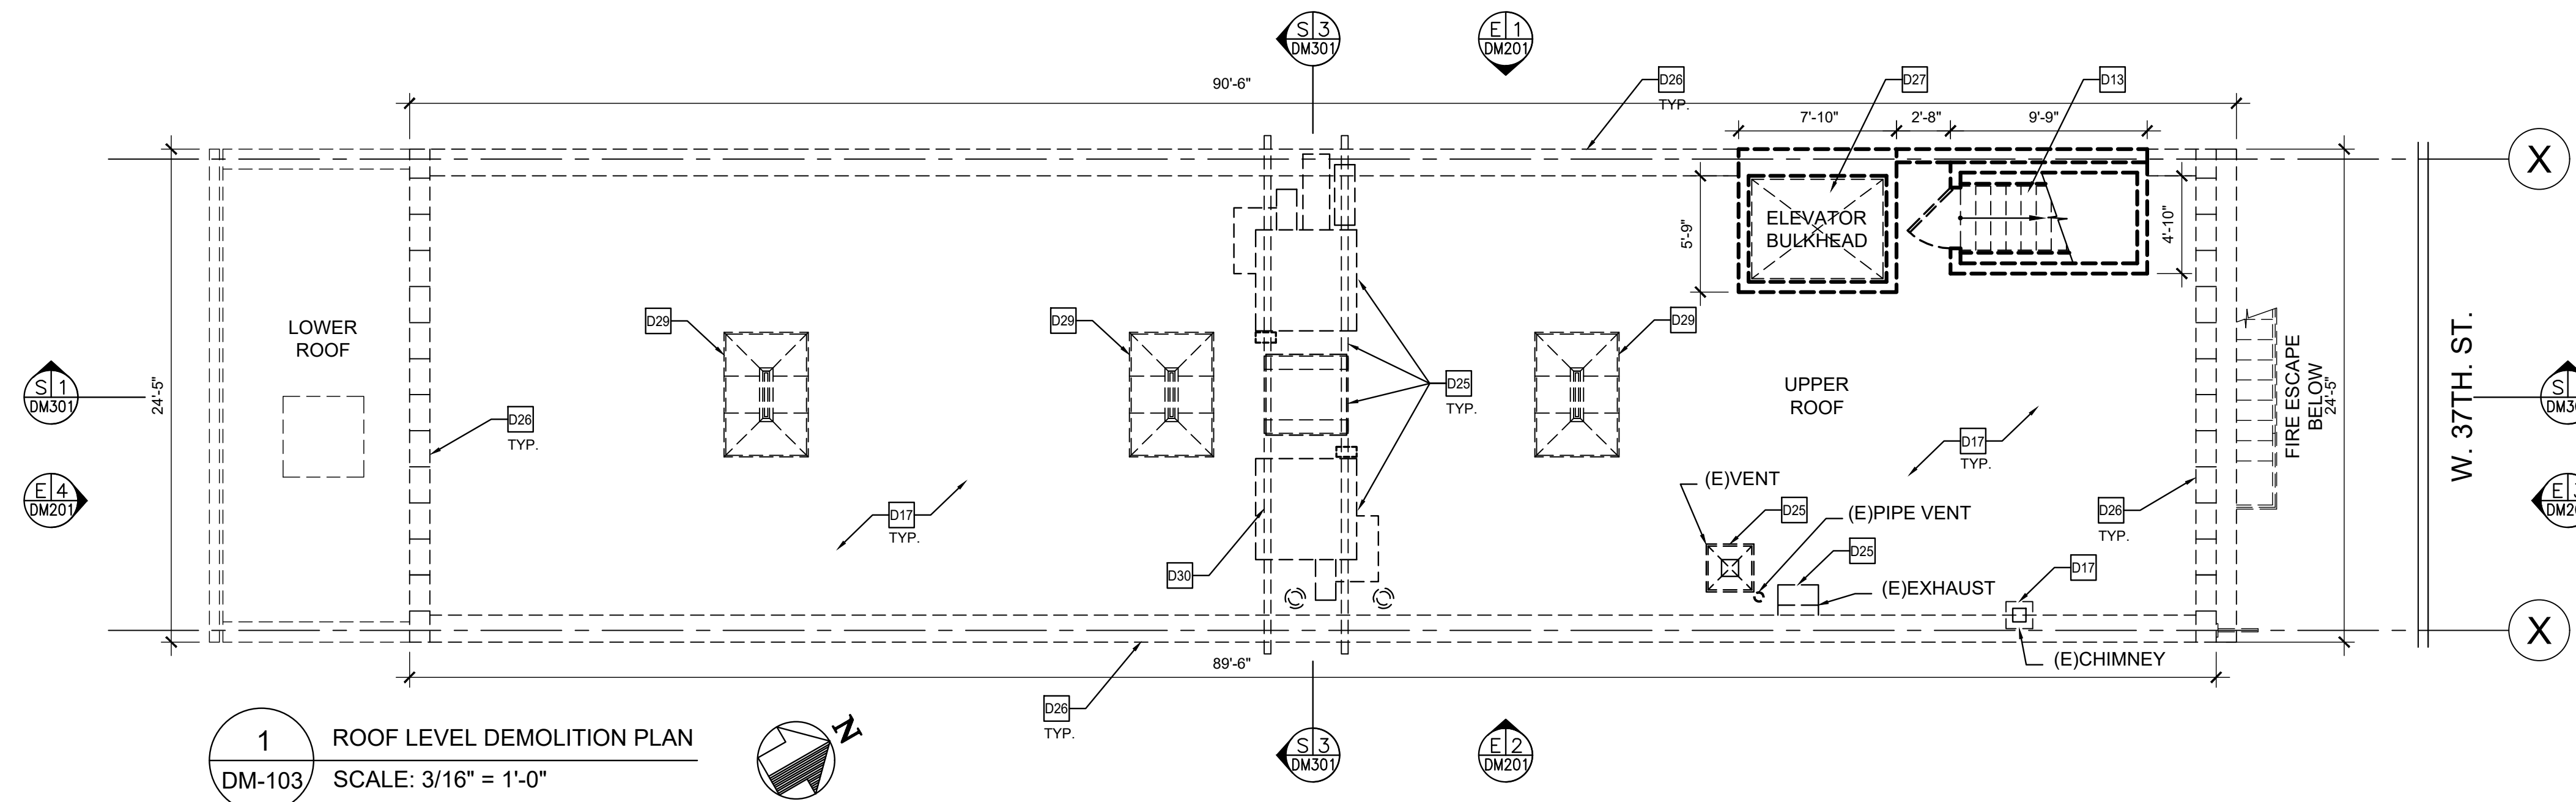 S 3
DM301
E 1
DM201
90'-6"
D26
TYP.
D27
D13
7'-10"
2'-8"
9'-9"
X
ELEVATOR
BULKHEAD
5'-9"
4'-10"
LOWER
ROOF
D29
D29
D29
S 1
DM301
24'-5"
D26
TYP.
D25
TYP.
UPPER
ROOF
FIRE ESCAPE
BELOW
24'-5"
W. 37TH. ST.
D17
TYP.
E 4
DM201
D17
TYP.
(E)VENT
D25
(E)PIPE VENT
D26
TYP.
D25
D30
D17
(E)EXHAUST
X
(E)CHIMNEY
89'-6"
D26
TYP.
1
DM-103
ROOF LEVEL DEMOLITION PLAN
SCALE: 3/16" = 1'-0"
N
S 3
DM301
E 2
DM201